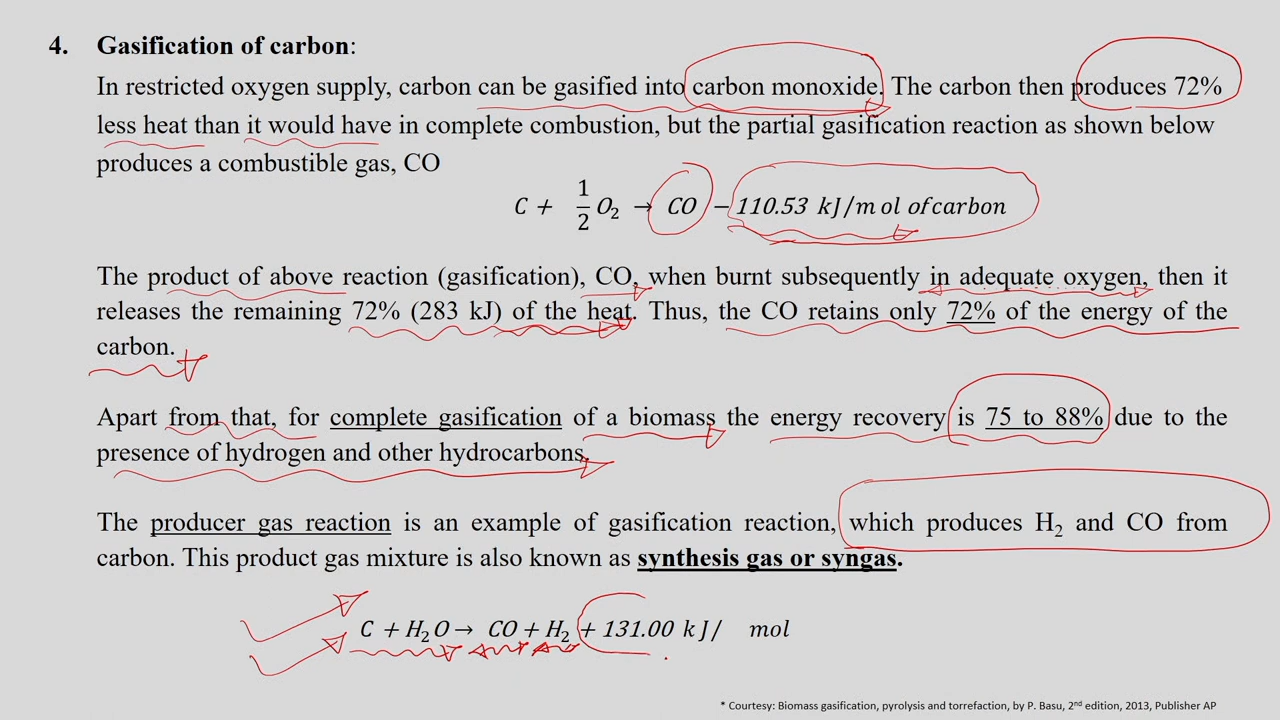 4. Gasification of carbon:
In restricted oxygen supply, carbon can be gasified into carbon monoxide. The carbon then produces 72%
less heat than it would have in complete combustion, but the partial gasification reaction as shown below
produces a combustible gas, CO
C + 1/2 O₂ → CO − 110.53 kJ/mol of carbon
The product of above reaction (gasification), CO, when burnt subsequently in adequate oxygen, then it
releases the remaining 72% (283 kJ) of the heat. Thus, the CO retains only 72% of the energy of the
carbon.
Apart from that, for complete gasification of a biomass the energy recovery is 75 to 88% due to the
presence of hydrogen and other hydrocarbons.
The producer gas reaction is an example of gasification reaction, which produces H₂ and CO from
carbon. This product gas mixture is also known as synthesis gas or syngas.
C + H₂O → CO + H₂ + 131.00 kJ/ mol
* Courtesy: Biomass gasification, pyrolysis and torrefaction, by P. Basu, 2nd edition, 2013, Publisher AP